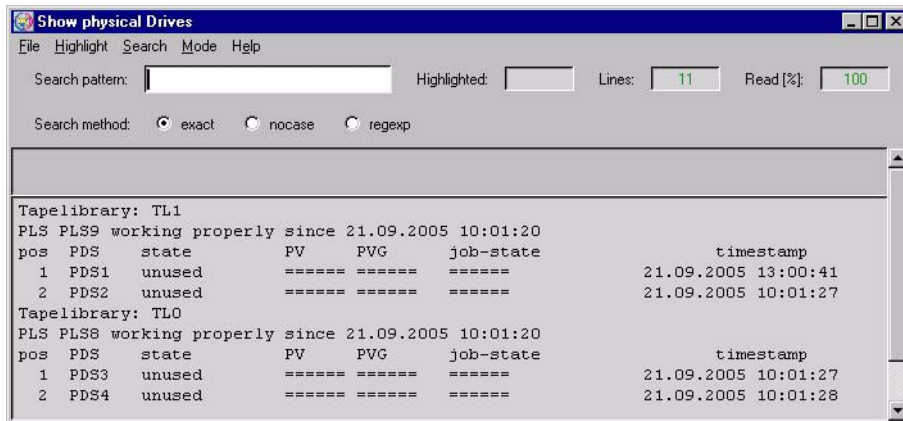 Show physical Drives
File Highlight Search Mode Help
Search pattern: Highlighted: Lines: 11 Read [%]: 100
Search method: exact nocase regexp
Tapelibrary: TL1
PLS PLS9 working properly since 21.09.2005 10:01:20
pos PDS state PV PVG job-state timestamp
1 PDS1 unused ====== ====== ====== 21.09.2005 13:00:41
2 PDS2 unused ====== ====== ====== 21.09.2005 10:01:27
Tapelibrary: TL0
PLS PLS8 working properly since 21.09.2005 10:01:20
pos PDS state PV PVG job-state timestamp
1 PDS3 unused ====== ====== ====== 21.09.2005 10:01:27
2 PDS4 unused ====== ====== ====== 21.09.2005 10:01:28